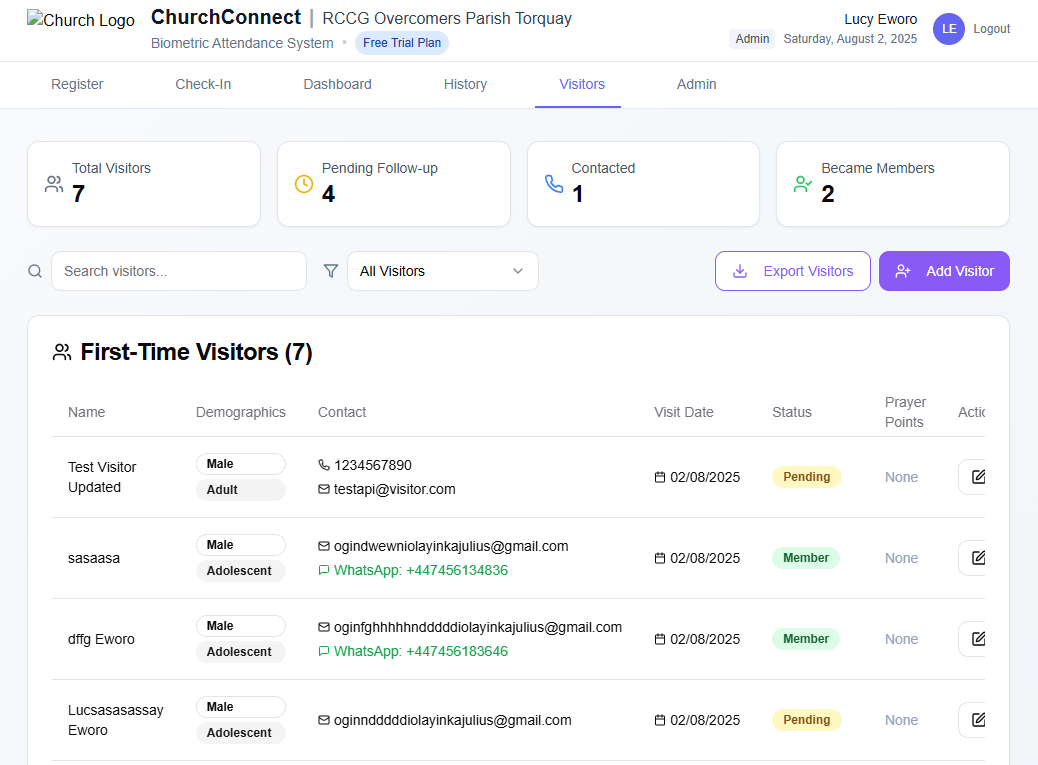 Church Logo
ChurchConnect | RCCG Overcomers Parish Torquay
Biometric Attendance System • Free Trial Plan
Lucy Eworo
Admin Saturday, August 2, 2025
LE
Logout
Register Check-In Dashboard History Visitors Admin
Total Visitors
7
Pending Follow-up
4
Contacted
1
Became Members
2
Search visitors...
All Visitors
Export Visitors
Add Visitor
First-Time Visitors (7)
Name Demographics Contact Visit Date Status Prayer Points Actic
Test Visitor Updated
Male
Adult
1234567890
testapi@visitor.com
02/08/2025
Pending
None
sasaasa
Male
Adolescent
ogindwewniolayinkajulius@gmail.com
WhatsApp: +447456134836
02/08/2025
Member
None
dffg Eworo
Male
Adolescent
oginfghhhhhndddddiolayinkajulius@gmail.com
WhatsApp: +447456183646
02/08/2025
Member
None
Lucsasasassay Eworo
Male
Adolescent
oginndddddiolayinkajulius@gmail.com
02/08/2025
Pending
None